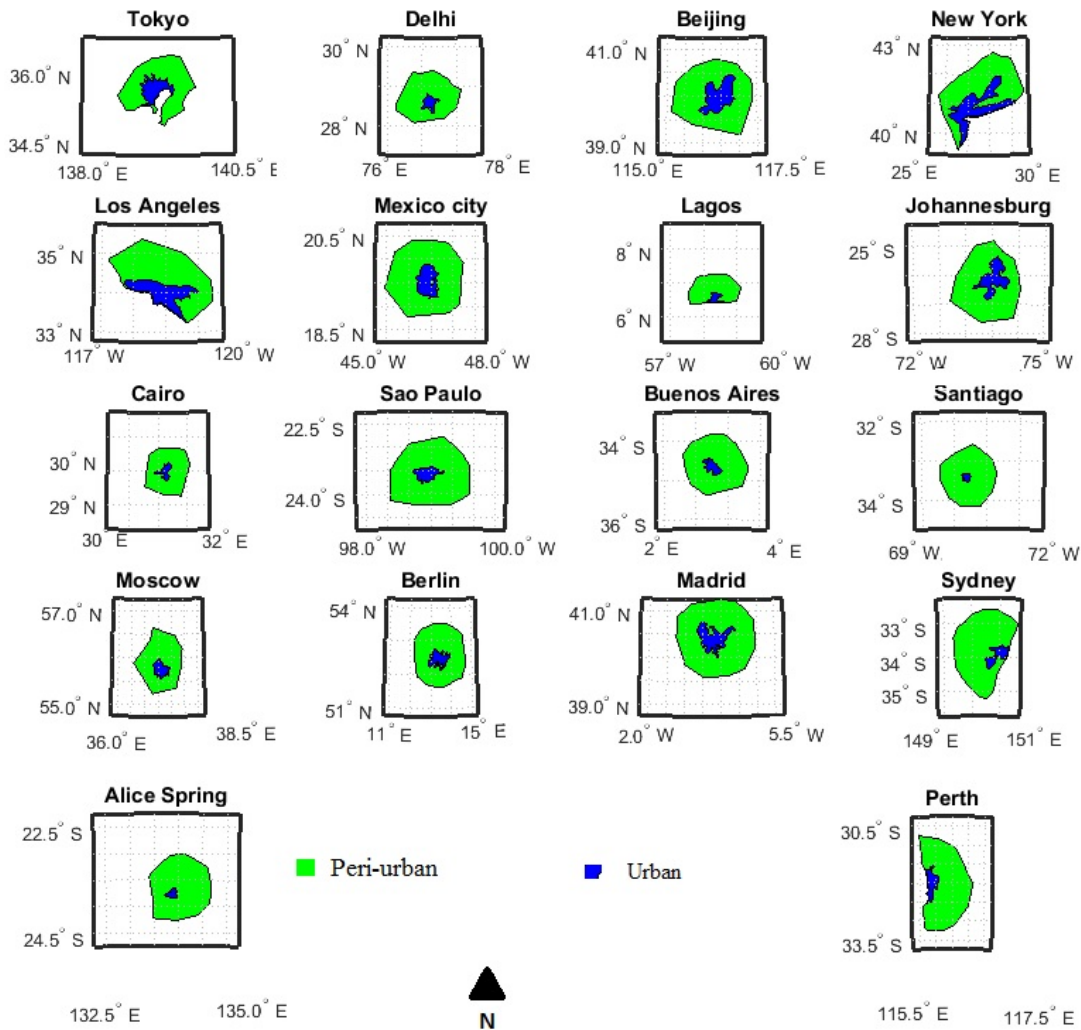 Tokyo
36.0° N
34.5° N
138.0° E
140.5° E
Delhi
30° N
28° N
76° E
78° E
Beijing
41.0° N
39.0° N
115.0° E
117.5° E
New York
43° N
40° N
25° E
30° E
Los Angeles
35° N
33° N
117° W
120° W
Mexico city
20.5° N
18.5° N
45.0° W
48.0° W
Lagos
8° N
6° N
57° W
60° W
Johannesburg
25° S
28° S
72° W
75° W
Cairo
30° N
29° N
30° E
32° E
Sao Paulo
22.5° S
24.0° S
98.0° W
100.0° W
Buenos Aires
34° S
36° S
2° E
4° E
Santiago
32° S
34° S
69° W
72° W
Moscow
57.0° N
55.0° N
36.0° E
38.5° E
Berlin
54° N
51° N
11° E
15° E
Madrid
41.0° N
39.0° N
2.0° W
5.5° W
Sydney
33° S
34° S
35° S
149° E
151° E
Alice Spring
22.5° S
24.5° S
132.5° E
135.0° E
Peri-urban
Urban
N
Perth
30.5° S
33.5° S
115.5° E
117.5° E